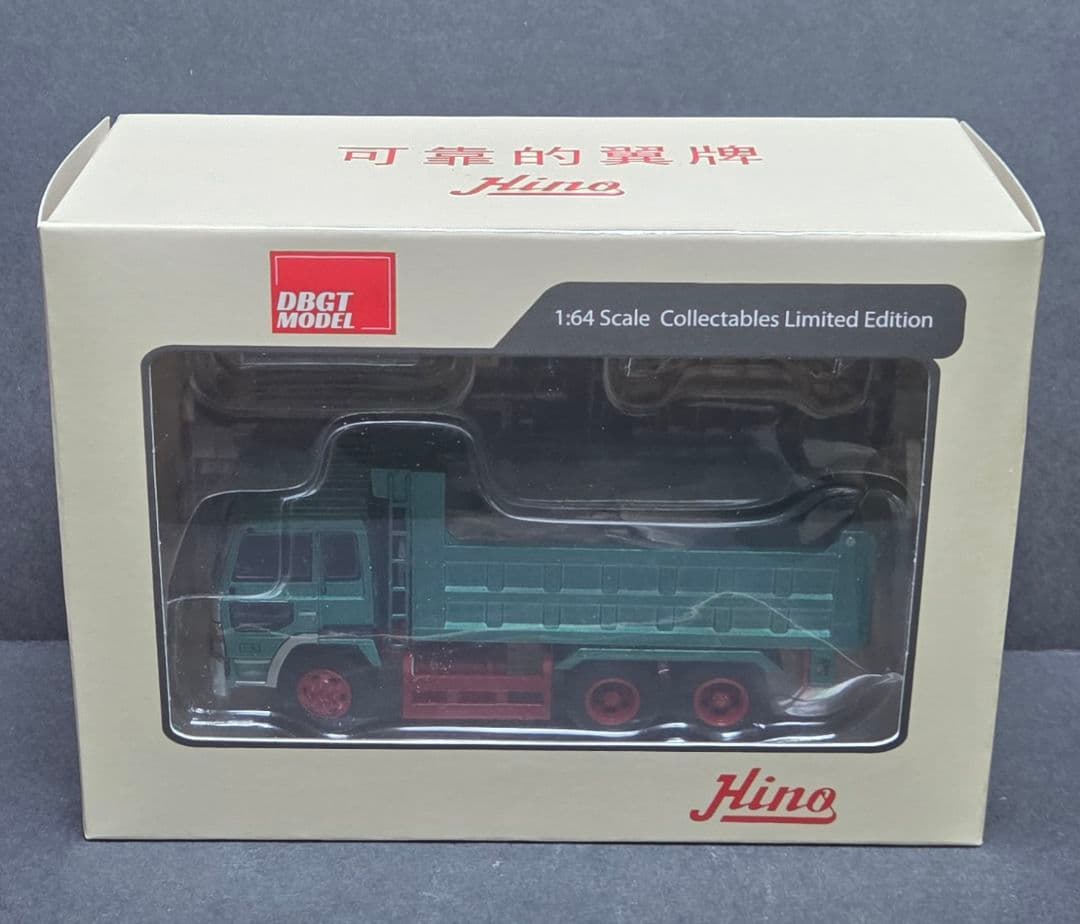 可靠的翼牌
Hino
DBGT
MODEL
1:64 Scale Collectables Limited Edition
Hino